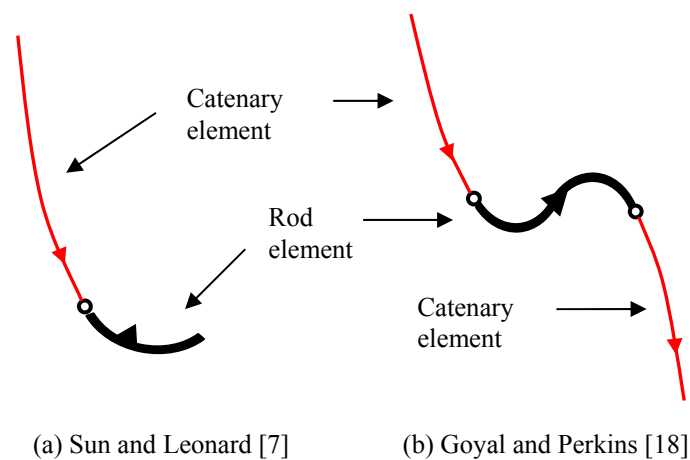 Catenary
element
Rod
element
Catenary
element
(a) Sun and Leonard [7]
(b) Goyal and Perkins [18]